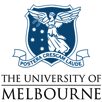 POSTERA CRESCAM LAUDE
THE UNIVERSITY OF
MELBOURNE